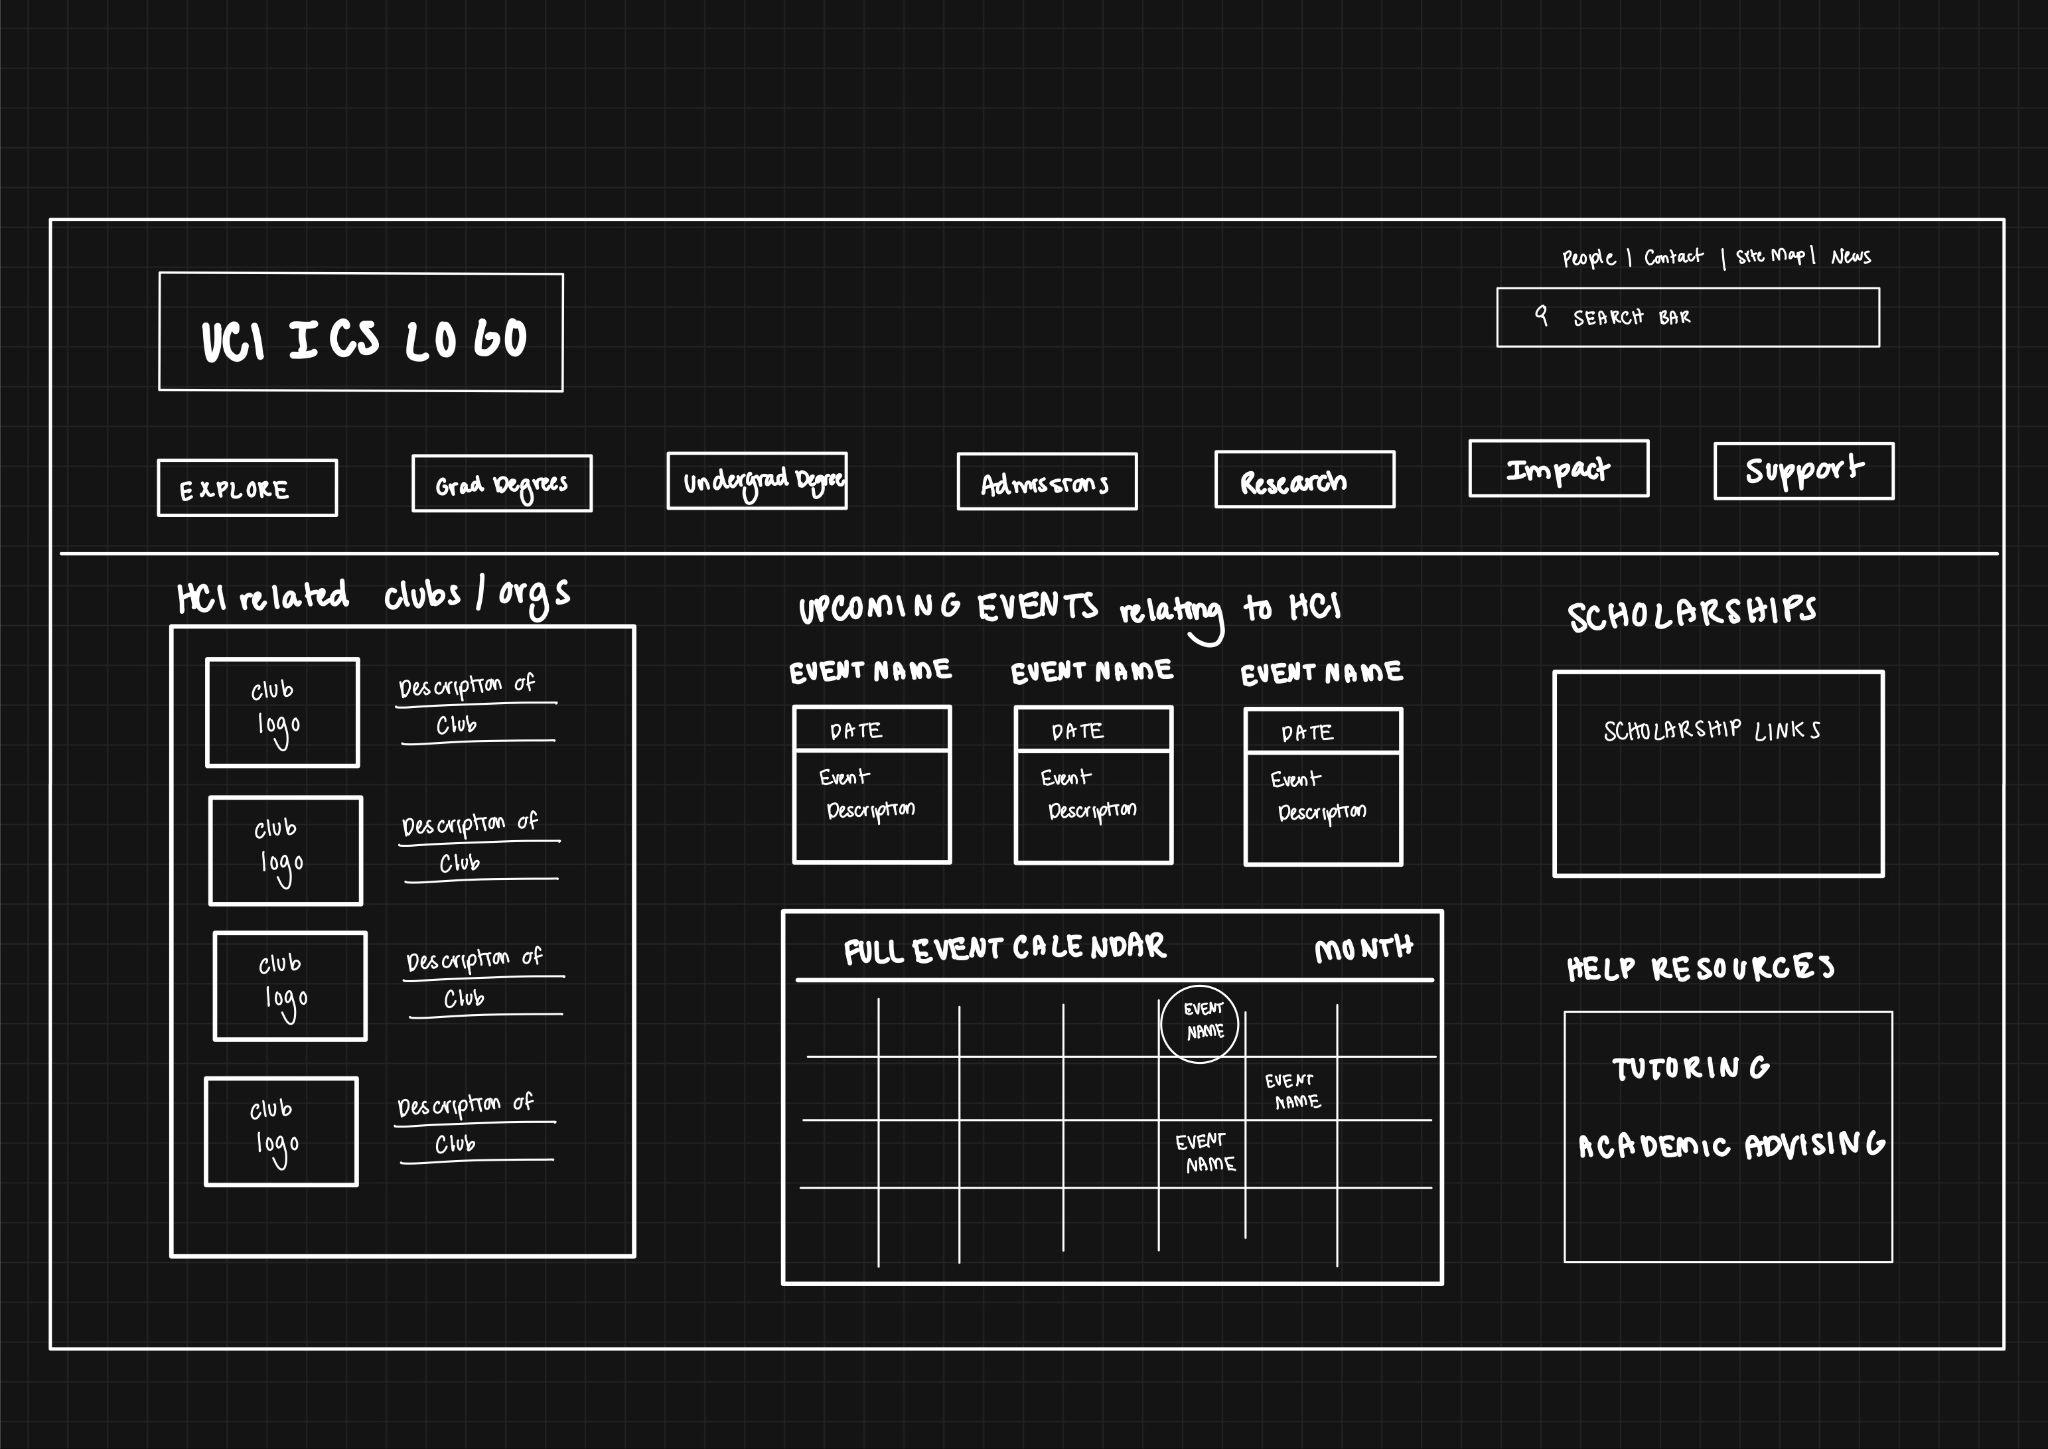 People | Contact | Site Map | News
UCI ICS LOGO
SEARCH BAR
EXPLORE
Grad Degrees
Undergrad Degree
Admissions
Research
Impact
Support
HCI related clubs / orgs
club
logo
Description of
Club
club
logo
Description of
Club
club
logo
Description of
Club
club
logo
Description of
Club
UPCOMING EVENTS relating to HCI
EVENT NAME
DATE
Event
Description
EVENT NAME
DATE
Event
Description
EVENT NAME
DATE
Event
Description
FULL EVENT CALENDAR
MONTH
EVENT
NAME
EVENT
NAME
EVENT
NAME
SCHOLARSHIPS
SCHOLARSHIP LINKS
HELP RESOURCES
TUTORING
ACADEMIC ADVISING